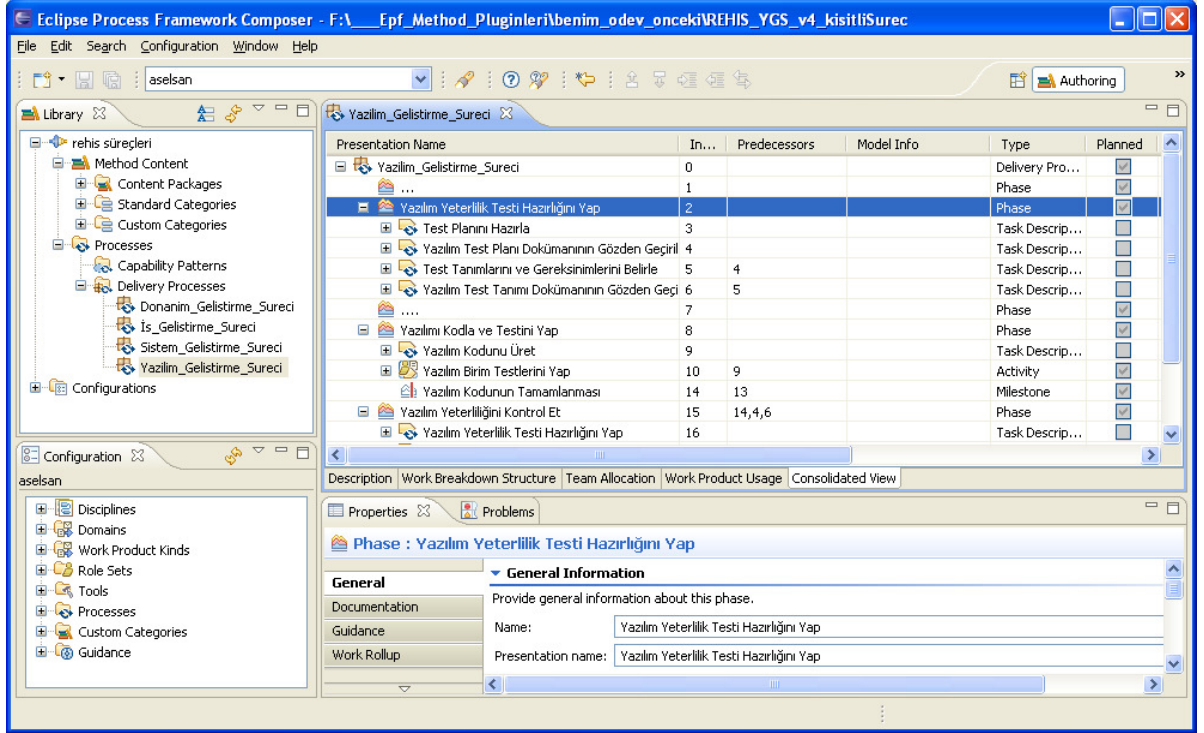 Eclipse Process Framework Composer - F:\___Epf_Method_Pluginleri\benim_odev_onceki\REHIS_YGS_v4_kisitliSurec
File Edit Search Configuration Window Help
aselsan
Authoring
Library
rehis süreçleri
Method Content
Content Packages
Standard Categories
Custom Categories
Processes
Capability Patterns
Delivery Processes
Donanim_Gelistirme_Sureci
İs_Gelistirme_Sureci
Sistem_Gelistirme_Sureci
Yazilim_Gelistirme_Sureci
Configurations
Configuration
aselsan
Disciplines
Domains
Work Product Kinds
Role Sets
Tools
Processes
Custom Categories
Guidance
Yazilim_Gelistirme_Sureci
Presentation Name In... Predecessors Model Info Type Planned
Yazilim_Gelistirme_Sureci 0 Delivery Pro...
... 1 Phase
Yazılım Yeterlilik Testi Hazırlığını Yap 2 Phase
Test Planını Hazırla 3 Task Descrip...
Yazılım Test Planı Dokümanının Gözden Geçiril 4 Task Descrip...
Test Tanımlarını ve Gereksinimlerini Belirle 5 4 Task Descrip...
Yazılım Test Tanımı Dokümanının Gözden Geçi 6 5 Task Descrip...
.... 7 Phase
Yazılımı Kodla ve Testini Yap 8 Phase
Yazılım Kodunu Üret 9 Task Descrip...
Yazılım Birim Testlerini Yap 10 9 Activity
Yazılım Kodunun Tamamlanması 14 13 Milestone
Yazılım Yeterliliğini Kontrol Et 15 14,4,6 Phase
Yazılım Yeterlilik Testi Hazırlığını Yap 16 Task Descrip...
Description Work Breakdown Structure Team Allocation Work Product Usage Consolidated View
Properties Problems
Phase : Yazılım Yeterlilik Testi Hazırlığını Yap
General
Documentation
Guidance
Work Rollup
General Information
Provide general information about this phase.
Name: Yazılım Yeterlilik Testi Hazırlığını Yap
Presentation name: Yazılım Yeterlilik Testi Hazırlığını Yap